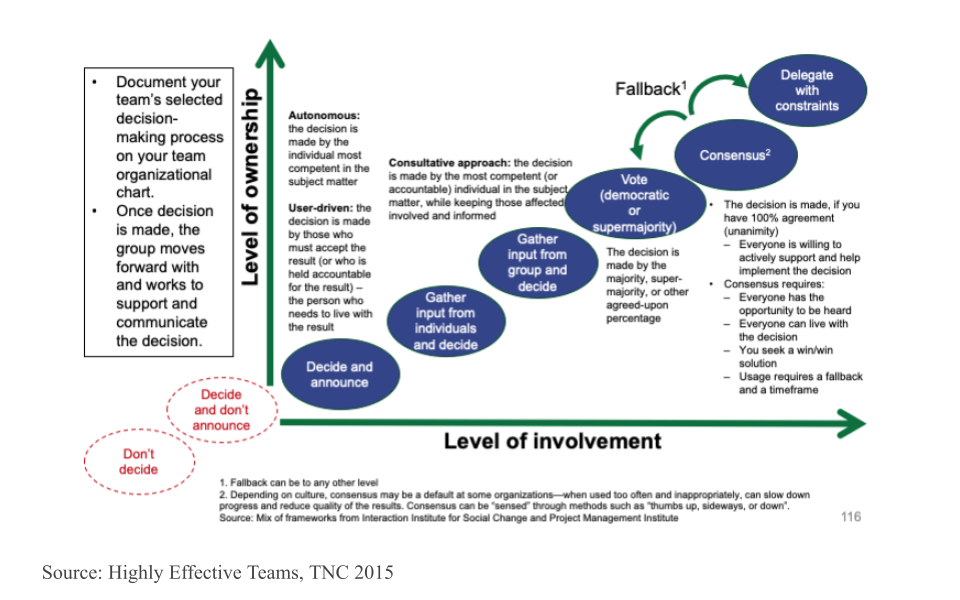 • Document your
team's selected
decision-
making process
on your team
organizational
chart.
• Once decision
is made, the
group moves
forward with
and works to
support and
communicate
the decision.
Level of ownership
Autonomous:
the decision is
made by the
individual most
competent in the
subject matter
User-driven: the
decision is made
by those who
must accept the
result (or who is
held accountable
for the result) –
the person who
needs to live with
the result
Consultative approach: the decision
is made by the most competent (or
accountable) individual in the subject
matter, while keeping those affected
involved and informed
Fallback1
Delegate
with
constraints
Consensus2
Vote
(democratic
or
supermajority)
Gather
input from
group and
decide
Gather
input from
individuals
and decide
Decide and
announce
Decide
and don't
announce
Don't
decide
The decision is
made by the
majority, super-
majority, or other
agreed-upon
percentage
• The decision is made, if you
have 100% agreement
(unanimity)
– Everyone is willing to
actively support and help
implement the decision
• Consensus requires:
– Everyone has the
opportunity to be heard
– Everyone can live with
the decision
– You seek a win/win
solution
– Usage requires a fallback
and a timeframe
Level of involvement
1. Fallback can be to any other level
2. Depending on culture, consensus may be a default at some organizations—when used too often and inappropriately, can slow down
progress and reduce quality of the results. Consensus can be "sensed" through methods such as "thumbs up, sideways, or down".
Source: Mix of frameworks from Interaction Institute for Social Change and Project Management Institute
116
Source: Highly Effective Teams, TNC 2015